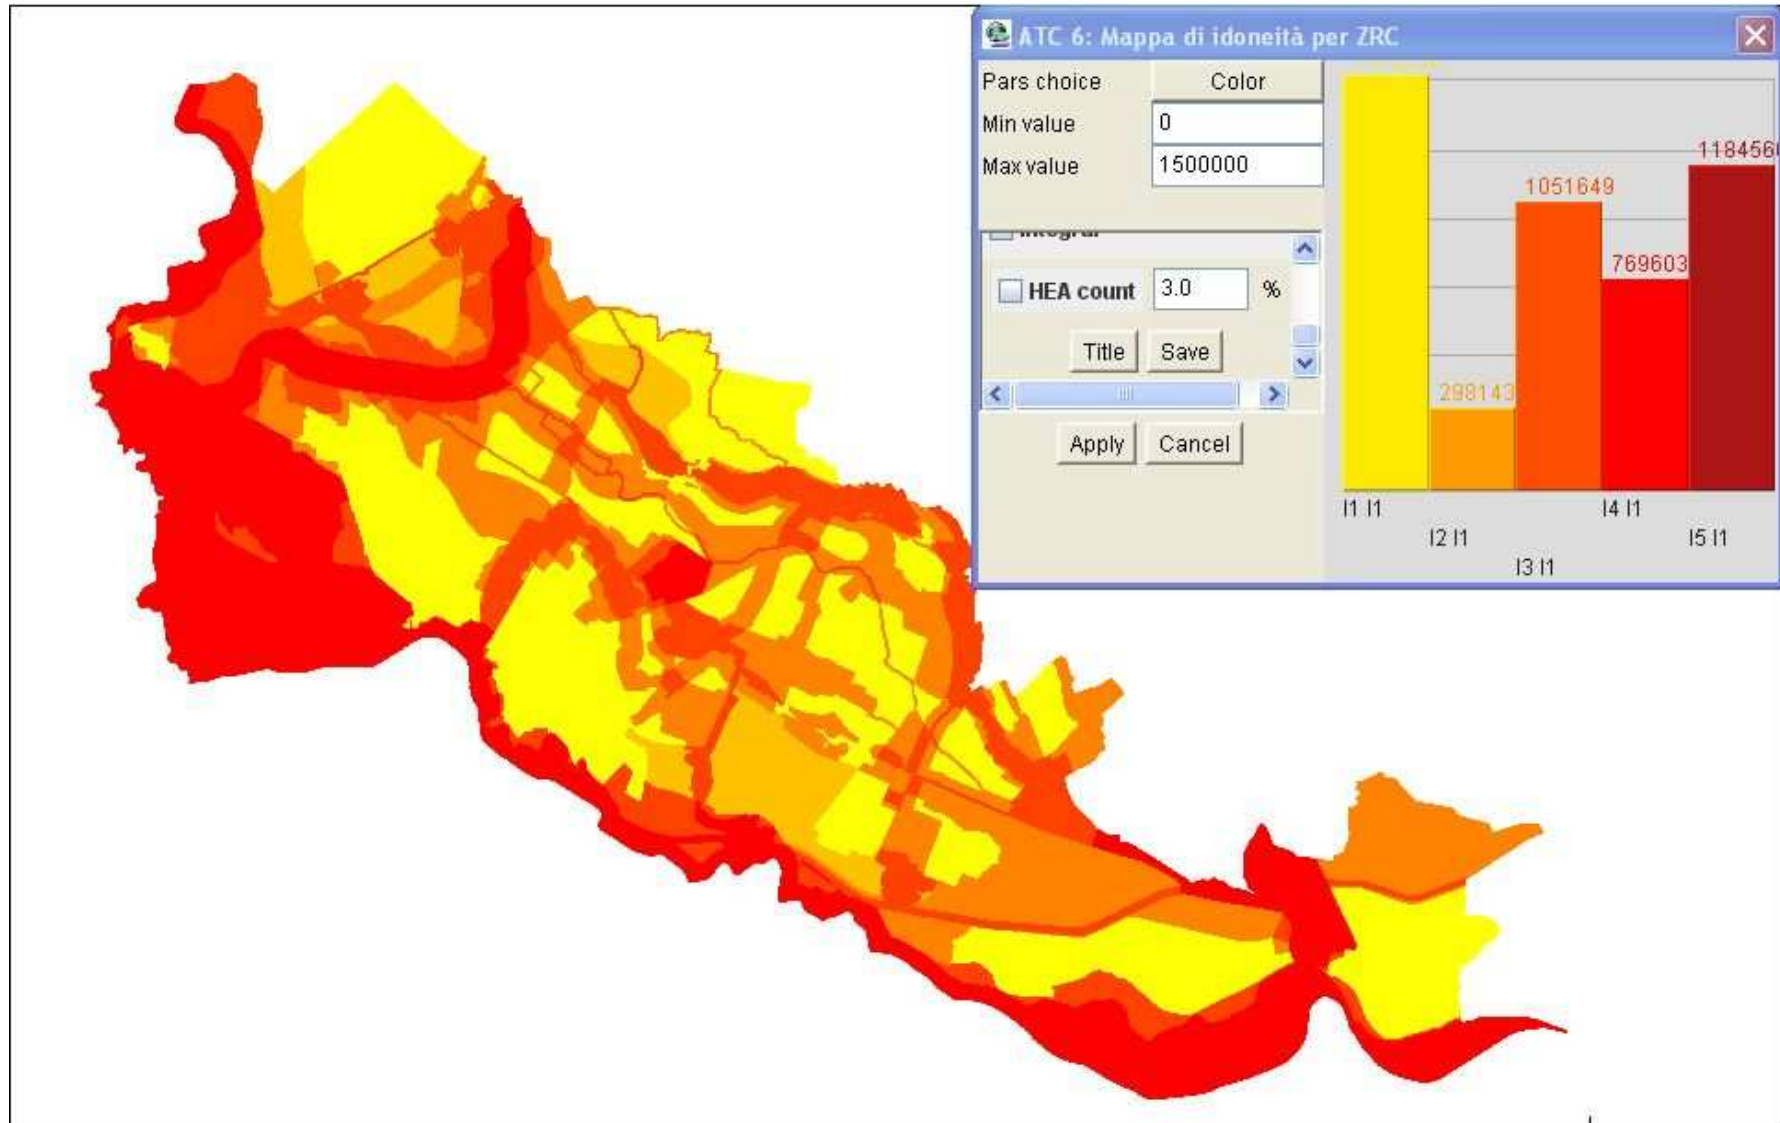 ATC 6: Mappa di idoneità per ZRC
Pars choice Color
Min value 0
Max value 1500000
HEA count 3.0 %
Title Save
Apply Cancel
118456
1051649
769603
298143
I1 I1 I4 I1
I2 I1 I5 I1
I3 I1